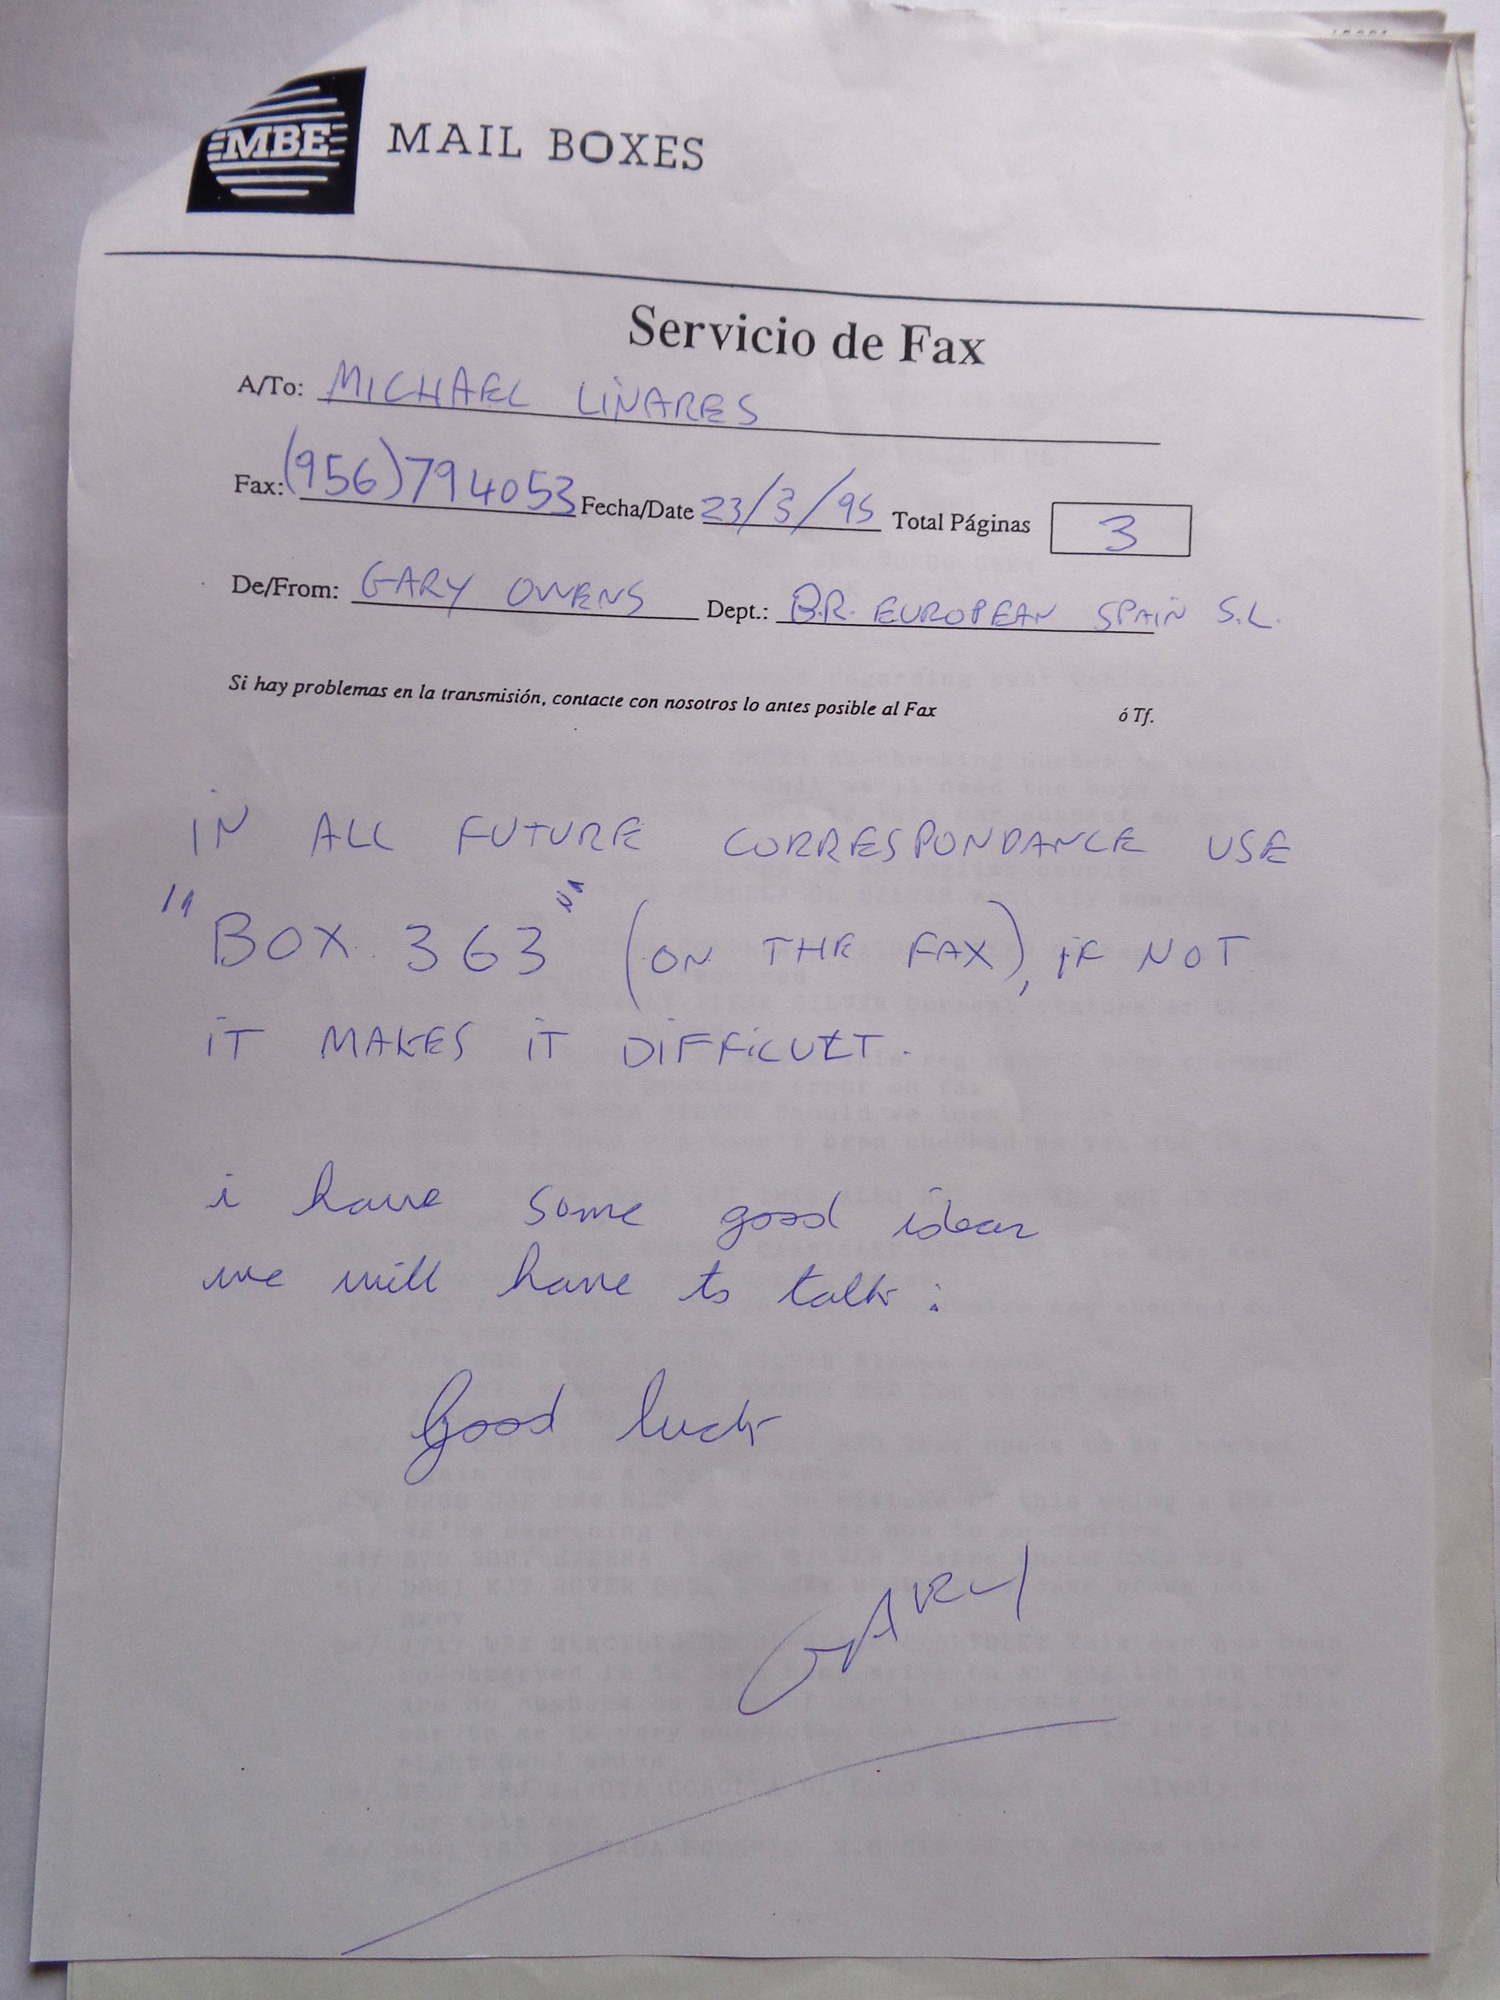 MBE MAIL BOXES
Servicio de Fax
A/To: MICHAEL LINARES
Fax: (956)794053 Fecha/Date 23/3/95 Total Páginas 3
De/From: GARY OWENS Dept.: B.R. EUROPEAN SPAIN S.L.
Si hay problemas en la transmisión, contacte con nosotros lo antes posible al Fax ó Tf.
IN ALL FUTURE CORRESPONDANCE USE
"BOX 363" (ON THE FAX), IF NOT
IT MAKES IT DIFFICULT.
i have some good ideas
we will have to talk:
Good luck
GARY